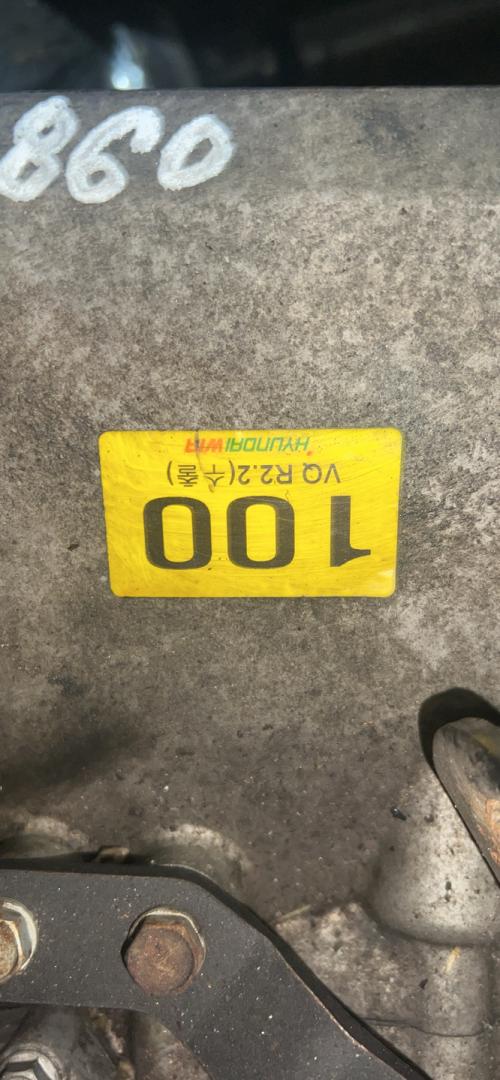 860
100
VQ R2.2(수출)
HYUNDAI WIA